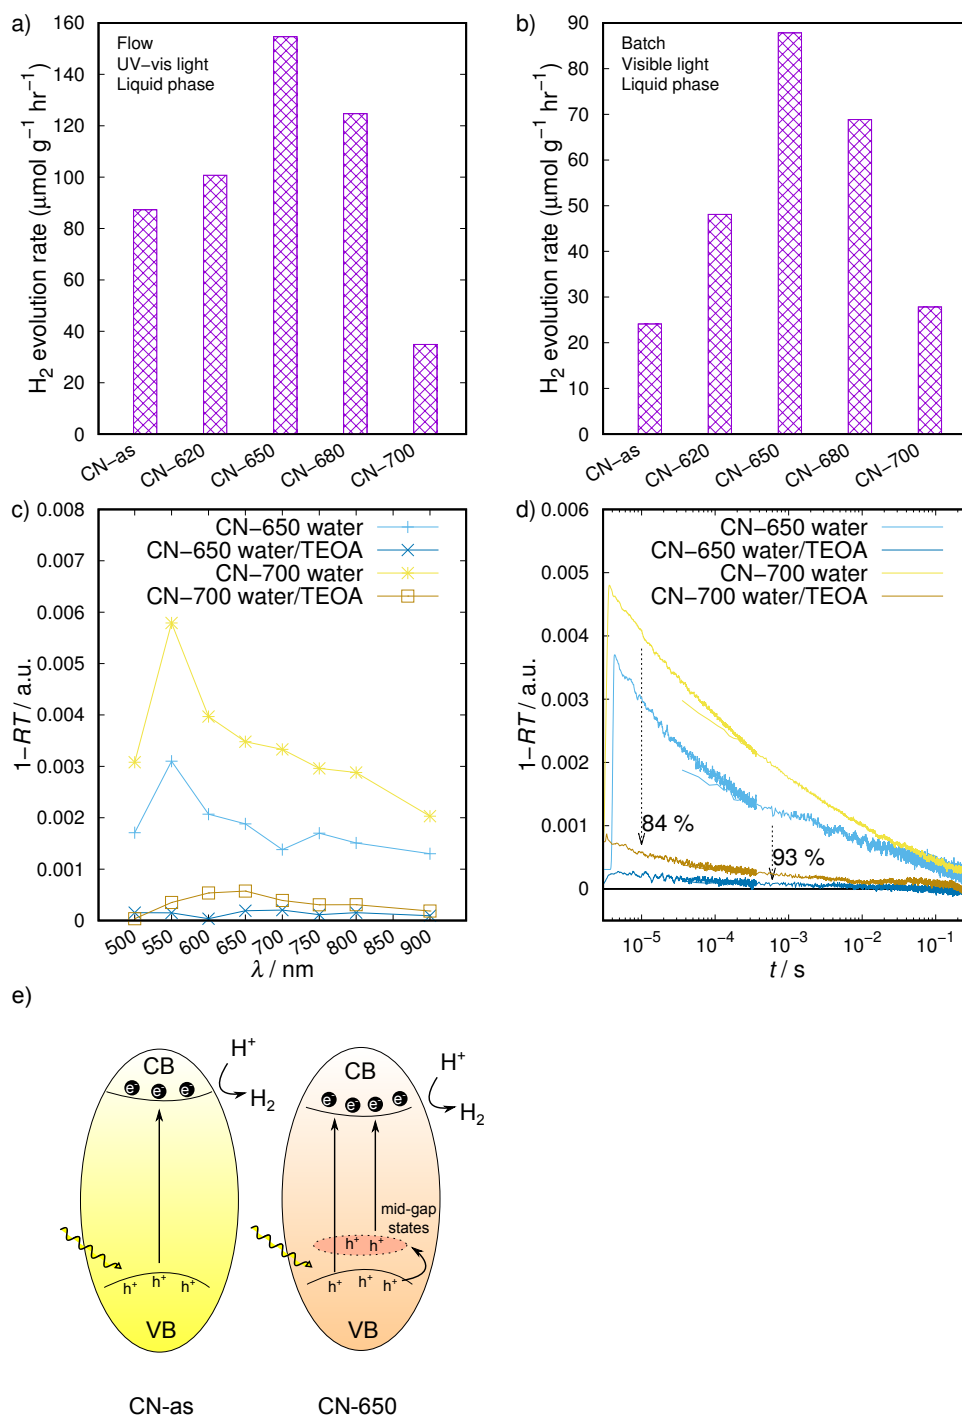 a)
Flow
UV−vis light
Liquid phase
H₂ evolution rate (μmol g⁻¹ hr⁻¹)
160
140
120
100
80
60
40
20
0
CN−as
CN−620
CN−650
CN−680
CN−700
b)
Batch
Visible light
Liquid phase
H₂ evolution rate (μmol g⁻¹ hr⁻¹)
90
80
70
60
50
40
30
20
10
0
CN−as
CN−620
CN−650
CN−680
CN−700
c)
CN−650 water
CN−650 water/TEOA
CN−700 water
CN−700 water/TEOA
1−RT / a.u.
0.008
0.007
0.006
0.005
0.004
0.003
0.002
0.001
0
500
550
600
650
700
750
800
850
900
λ / nm
d)
CN−650 water
CN−650 water/TEOA
CN−700 water
CN−700 water/TEOA
1−RT / a.u.
0.006
0.005
0.004
0.003
0.002
0.001
0
84 %
93 %
10⁻⁵
10⁻⁴
10⁻³
10⁻²
10⁻¹
t / s
e)
CB
e⁻ e⁻ e⁻
H⁺
H₂
h⁺ h⁺ h⁺
VB
CN-as
CB
e⁻ e⁻ e⁻ e⁻
H⁺
H₂
mid-gap
states
h⁺ h⁺
h⁺ h⁺ h⁺
VB
CN-650